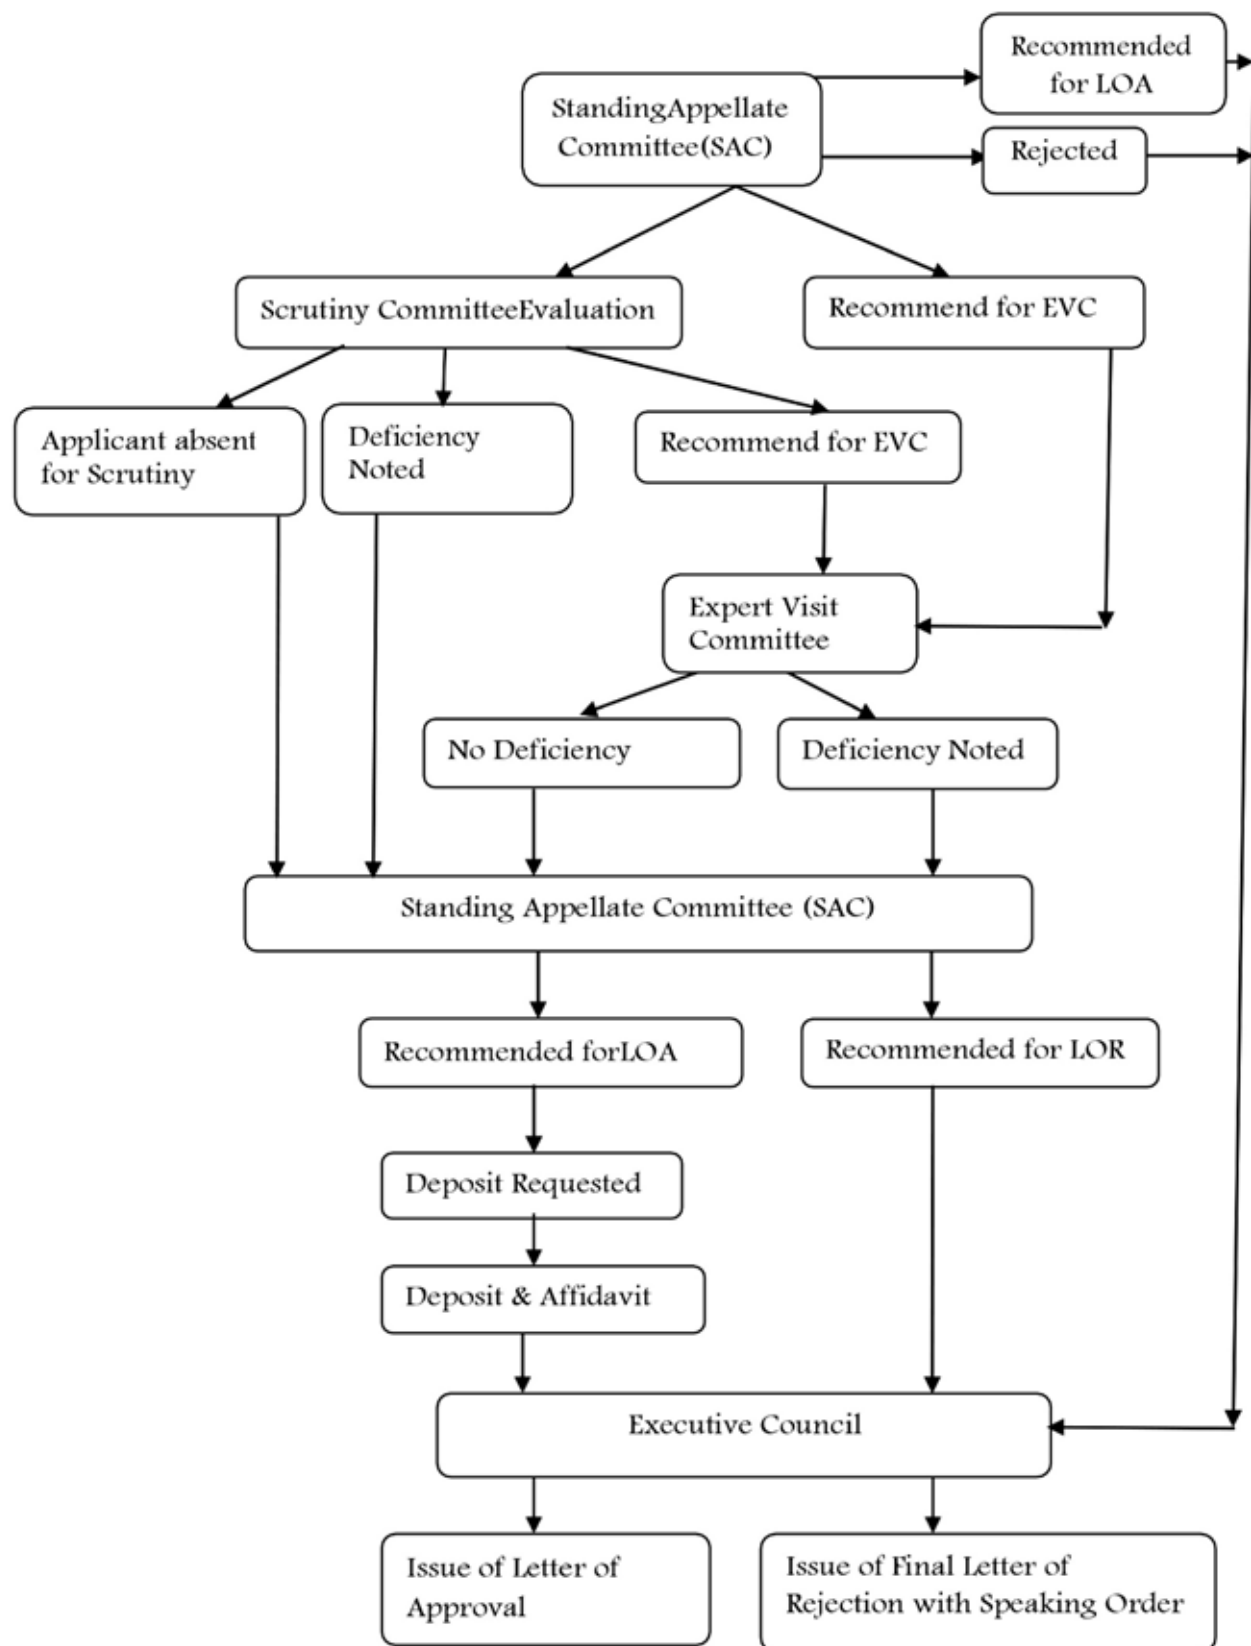 Recommended
for LOA
StandingAppellate
Committee(SAC)
Rejected
Scrutiny CommitteeEvaluation
Recommend for EVC
Applicant absent
for Scrutiny
Deficiency
Noted
Recommend for EVC
Expert Visit
Committee
No Deficiency
Deficiency Noted
Standing Appellate Committee (SAC)
Recommended forLOA
Recommended for LOR
Deposit Requested
Deposit & Affidavit
Executive Council
Issue of Letter of
Approval
Issue of Final Letter of
Rejection with Speaking Order